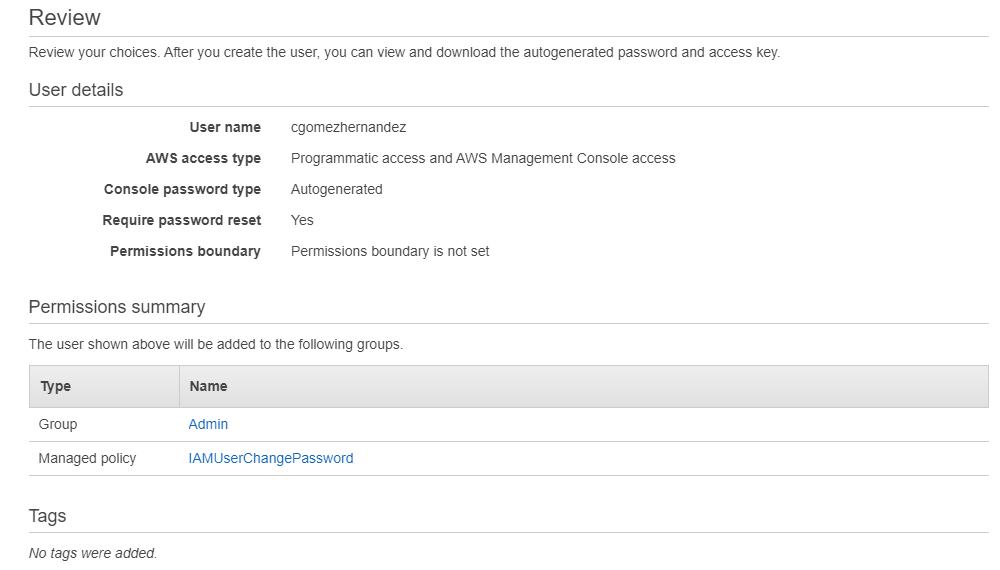 Review
Review your choices. After you create the user, you can view and download the autogenerated password and access key.
User details
User name cgomezhernandez
AWS access type Programmatic access and AWS Management Console access
Console password type Autogenerated
Require password reset Yes
Permissions boundary Permissions boundary is not set
Permissions summary
The user shown above will be added to the following groups.
Type Name
Group Admin
Managed policy IAMUserChangePassword
Tags
No tags were added.